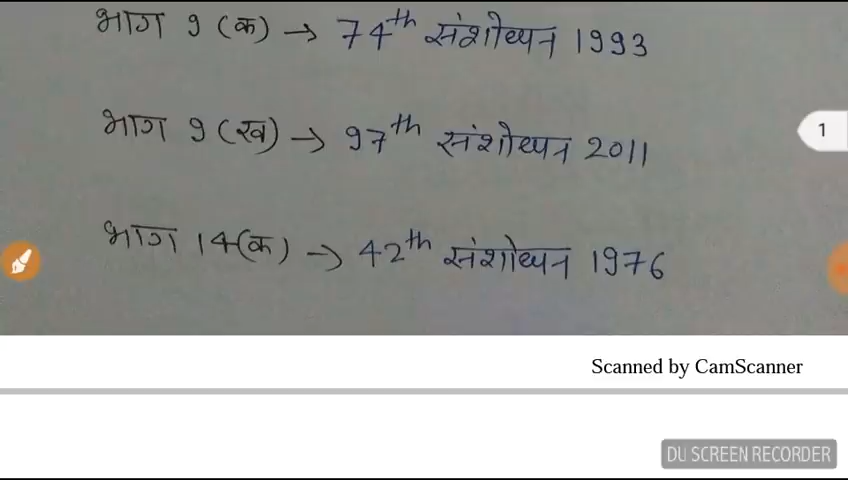 भाग 9 (क) → 74th संशोधन 1993
भाग 9 (ख) → 97th संशोधन 2011
1
भाग 14(क) → 42th संशोधन 1976
Scanned by CamScanner
DU SCREEN RECORDER